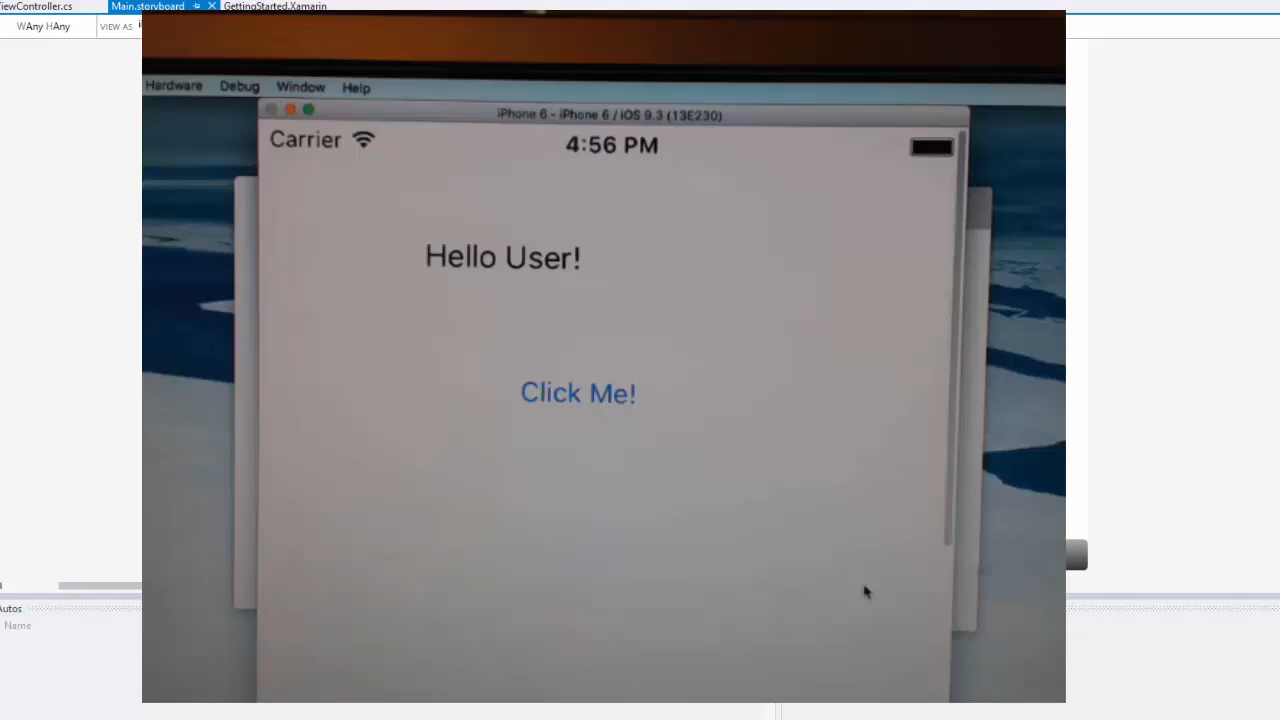 ViewController.cs
Main.storyboard
GettingStarted.Xamarin
WAny HAny
VIEW AS
Hardware Debug Window Help
iPhone 6 - iPhone 6 / iOS 9.3 (13E230)
Carrier
4:56 PM
Hello User!
Click Me!
Autos
Name